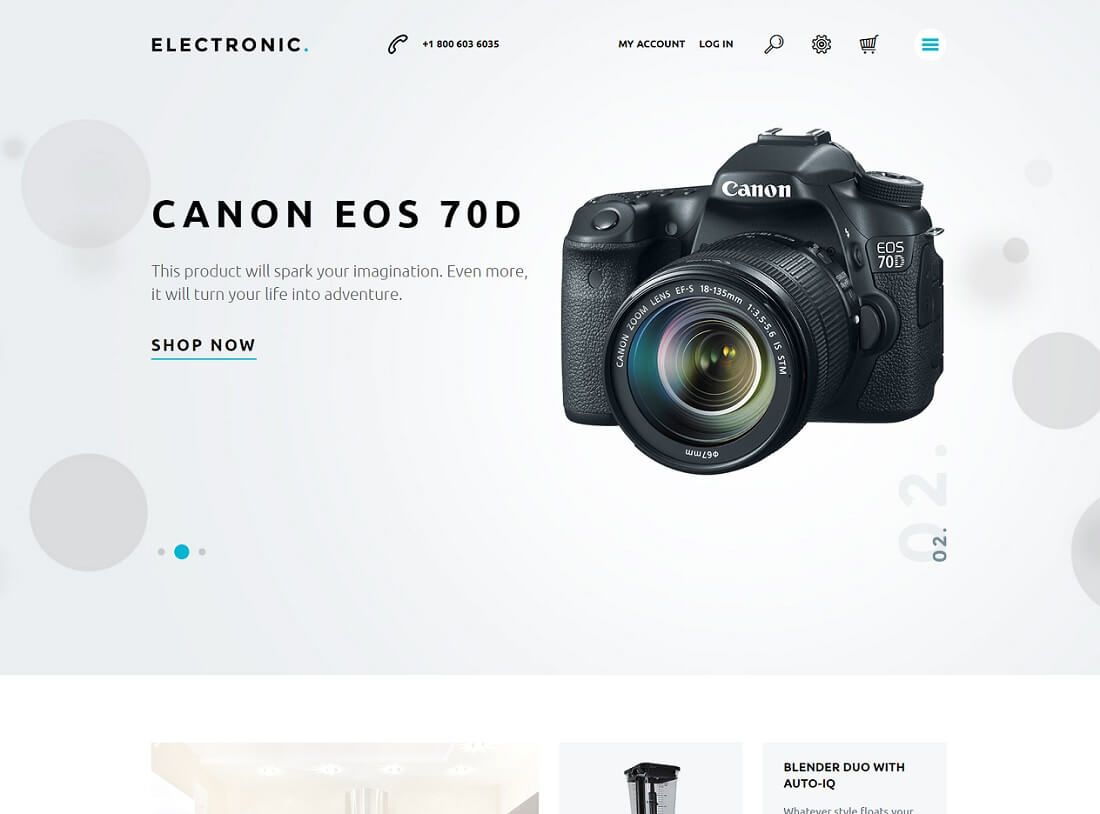 ELECTRONIC.
+1 800 603 6035
MY ACCOUNT
LOG IN
CANON EOS 70D
This product will spark your imagination. Even more,
it will turn your life into adventure.
SHOP NOW
Canon
EOS
70D
CANON ZOOM LENS EF-S 18-135mm 1:3.5-5.6 IS STM
φ67mm
02.
02.
BLENDER DUO WITH
AUTO-IQ
Whatever style floats your